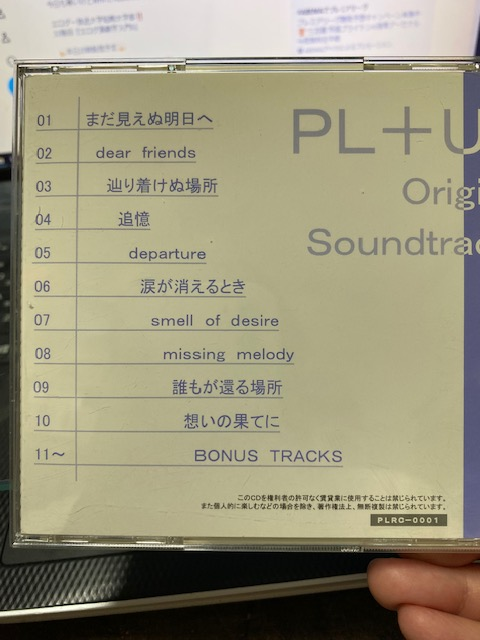 01 まだ見えぬ明日へ
02 dear friends
03 辿り着けぬ場所
04 追憶
05 departure
06 涙が消えるとき
07 smell of desire
08 missing melody
09 誰もが還る場所
10 想いの果てに
11～ BONUS TRACKS
PL+U
Origi
Soundtrac
このCDを権利者の許可なく賃貸業に使用することは禁じられています。
また個人的に楽しむなどの場合を除き、著作権法上、無断複製は禁じられています。
PLRC-0001